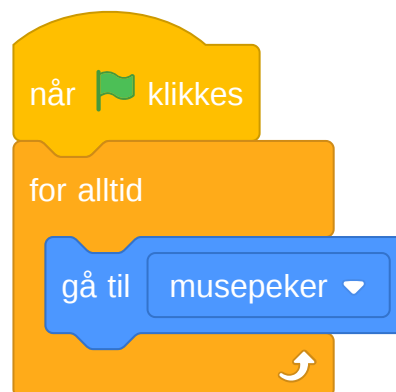 når klikkes
for alltid
gå til musepeker